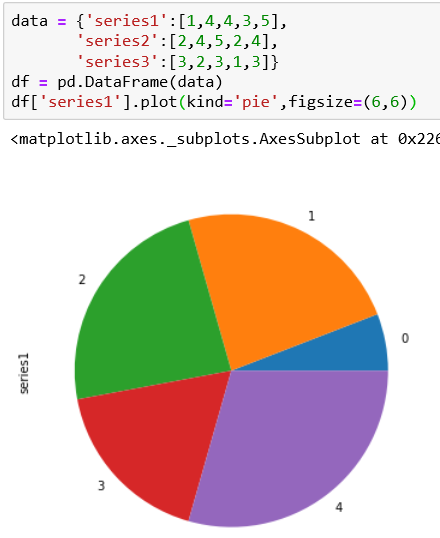 data = {'series1':[1,4,4,3,5],
'series2':[2,4,5,2,4],
'series3':[3,2,3,1,3]}
df = pd.DataFrame(data)
df['series1'].plot(kind='pie',figsize=(6,6))
<matplotlib.axes._subplots.AxesSubplot at 0x226
1
2
0
series1
3
4